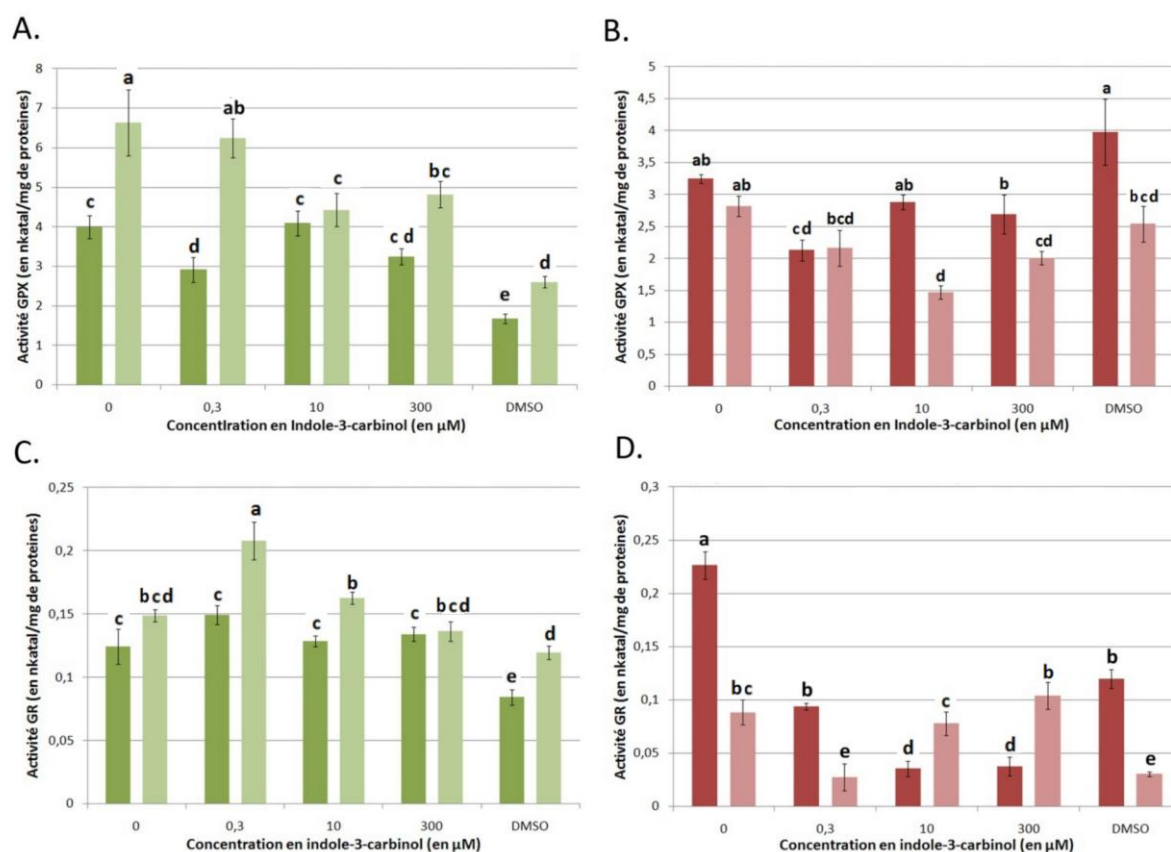 A.
Activité GPX (en nkatal/mg de proteines)
8
7
6
5
4
3
2
1
0
c
a
d
ab
c
c
cd
bc
e
d
0
0,3
10
300
DMSO
Concentlration en Indole-3-carbinol (en µM)
B.
Activité GPX (en nkatal/mg de proteines)
5
4,5
4
3,5
3
2,5
2
1,5
1
0,5
0
ab
ab
cd
bcd
ab
d
b
cd
a
bcd
0
0,3
10
300
DMSO
Concentration en Indole-3-carbinol (en µM)
C.
Activité GR (en nkatal/mg de proteines)
0,25
0,2
0,15
0,1
0,05
0
c
bcd
c
a
c
b
c
bcd
e
d
0
0,3
10
300
DMSO
Concentration en indole-3-carbinol (en µM)
D.
Activité GR (en nkatal/mg de proteines)
0,3
0,25
0,2
0,15
0,1
0,05
0
a
bc
b
e
d
c
d
b
b
e
0
0,3
10
300
DMSO
Concentration en indole-3-carbinol (en µM)